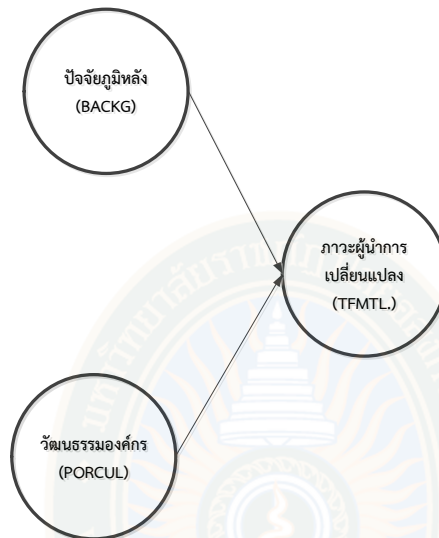 ปัจจัยภูมิหลัง
(BACKG)
ภาวะผู้นำการ
เปลี่ยนแปลง
(TFMTL.)
วัฒนธรรมองค์กร
(PORCUL)